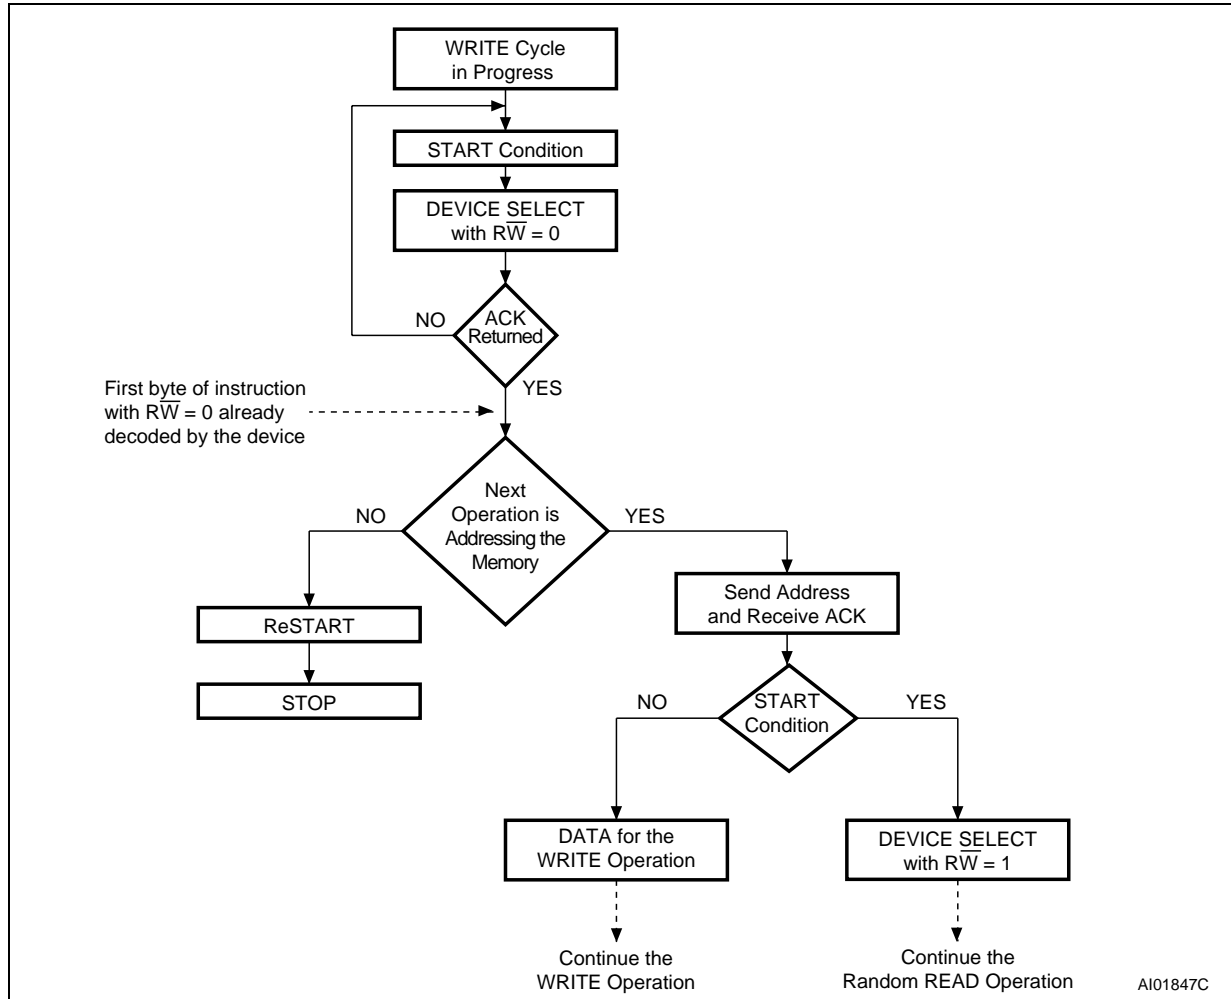 WRITE Cycle
in Progress
START Condition
DEVICE SELECT
with RW̅ = 0
NO
ACK
Returned
YES
First byte of instruction
with RW̅ = 0 already
decoded by the device
Next
Operation is
Addressing the
Memory
NO
YES
Send Address
and Receive ACK
ReSTART
STOP
START
Condition
NO
YES
DATA for the
WRITE Operation
DEVICE SELECT
with RW̅ = 1
Continue the
WRITE Operation
Continue the
Random READ Operation
AI01847C